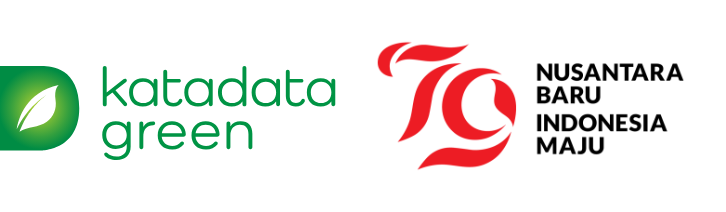 katadata
green
79
NUSANTARA
BARU
INDONESIA
MAJU